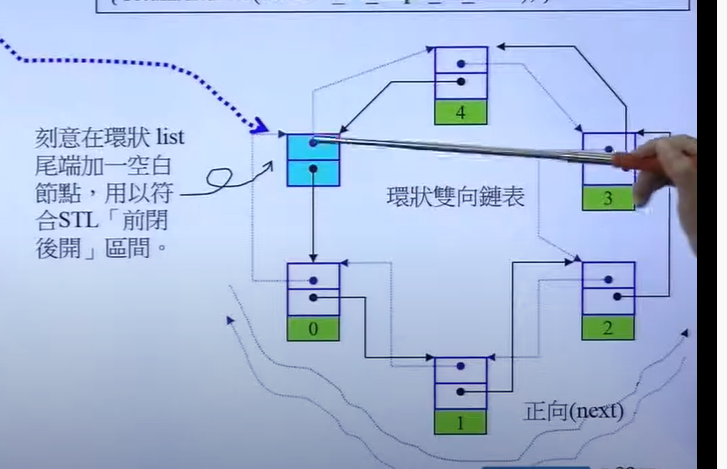 刻意在環狀 list
尾端加一空白
節點，用以符
合STL「前閉
後開」區間。
4
環狀雙向鏈表
3
0
2
1
正向(next)